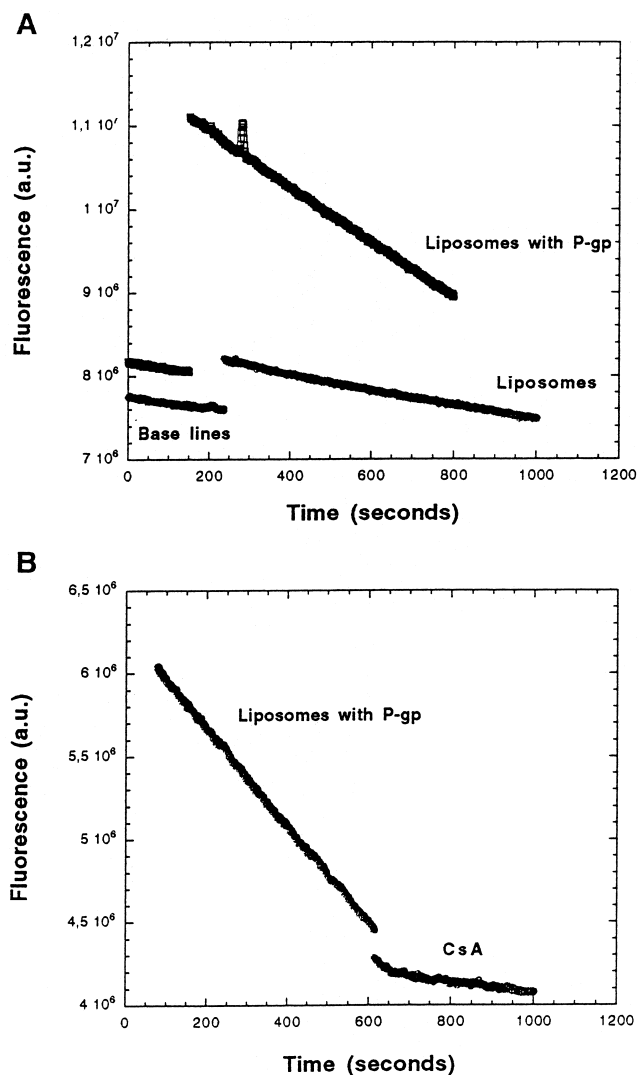 A
1,2 10⁷
1,1 10⁷
1 10⁷
9 10⁶
8 10⁶
7 10⁶
Fluorescence (a.u.)
Liposomes with P-gp
Liposomes
Base lines
0 200 400 600 800 1000 1200
Time (seconds)
B
6,5 10⁶
6 10⁶
5,5 10⁶
5 10⁶
4,5 10⁶
4 10⁶
Fluorescence (a.u.)
Liposomes with P-gp
CsA
0 200 400 600 800 1000 1200
Time (seconds)